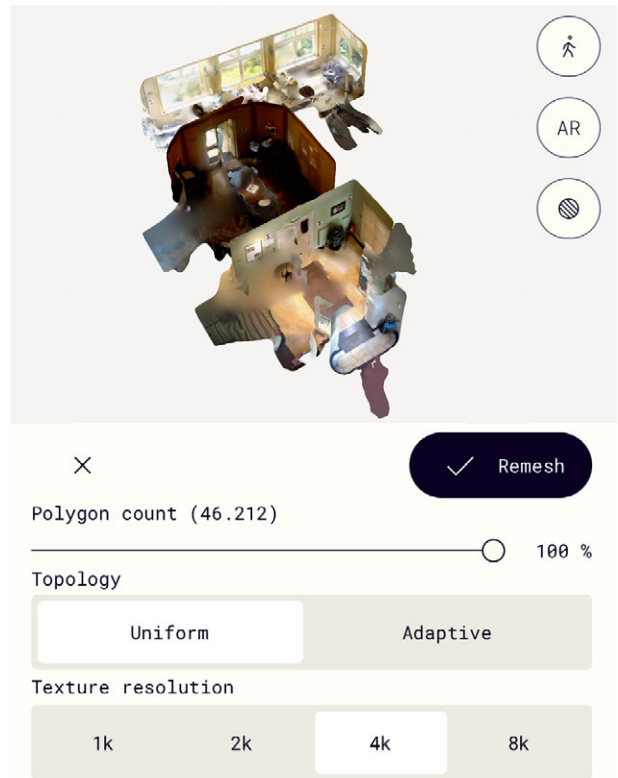 AR
Remesh
Polygon count (46.212)
100 %
Topology
Uniform Adaptive
Texture resolution
1k 2k 4k 8k